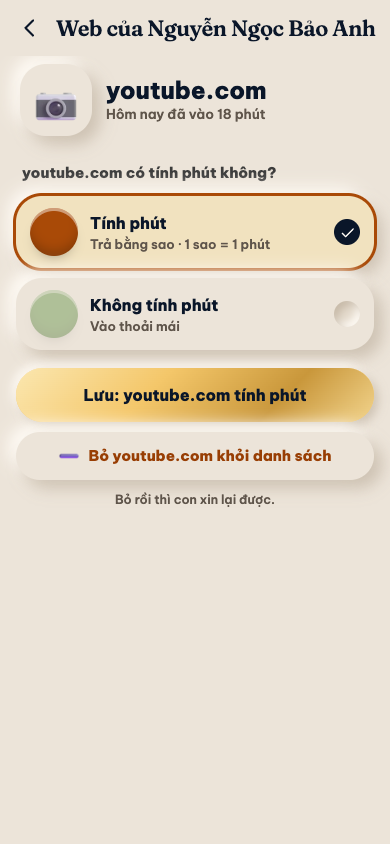 Web của Nguyễn Ngọc Bảo Anh
youtube.com
Hôm nay đã vào 18 phút
youtube.com có tính phút không?
Tính phút
Trả bằng sao · 1 sao = 1 phút
Không tính phút
Vào thoải mái
Lưu: youtube.com tính phút
Bỏ youtube.com khỏi danh sách
Bỏ rồi thì con xin lại được.